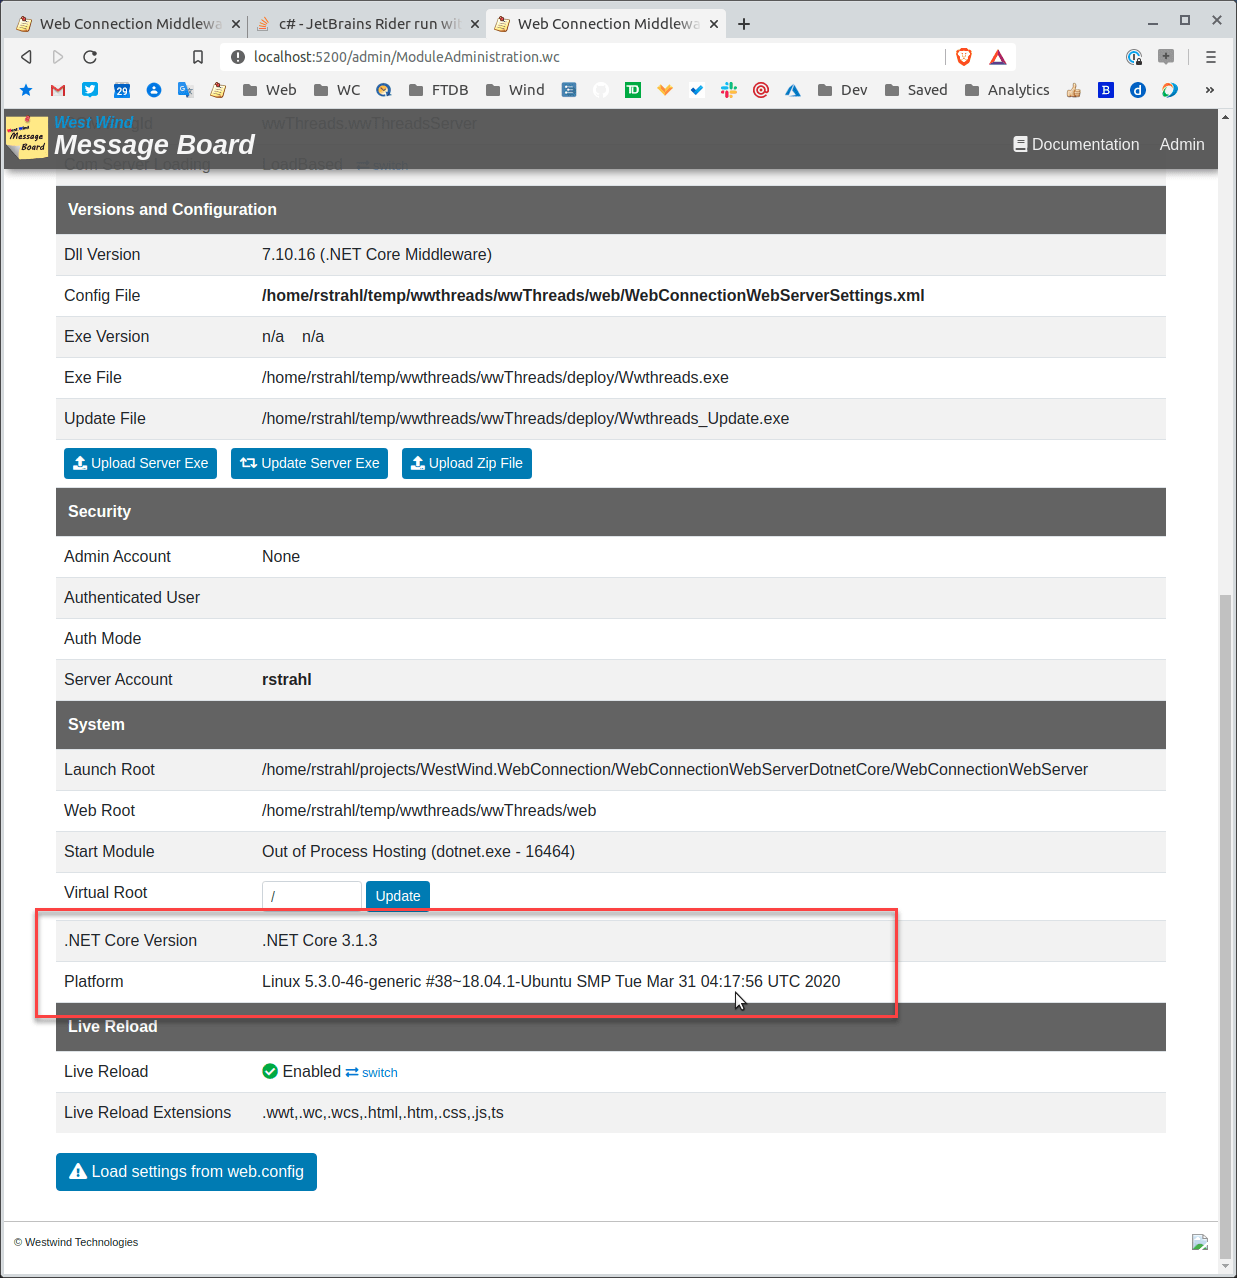 Web Connection Middlewa
c# - JetBrains Rider run wi
Web Connection Middlewa
localhost:5200/admin/ModuleAdministration.wc
29
Web
WC
FTDB
TD
Wind
Dev
Saved
Analytics
B
d
»
West Wind
Message Board
West Wind
Message
Board
wwThreads.wwThreadsServer
Documentation
Admin
Com Server Loading
LoadBased
switch
Versions and Configuration
Dll Version
7.10.16 (.NET Core Middleware)
Config File
/home/rstrahl/temp/wwthreads/wwThreads/web/WebConnectionWebServerSettings.xml
Exe Version
n/a n/a
Exe File
/home/rstrahl/temp/wwthreads/wwThreads/deploy/Wwthreads.exe
Update File
/home/rstrahl/temp/wwthreads/wwThreads/deploy/Wwthreads_Update.exe
Upload Server Exe
Update Server Exe
Upload Zip File
Security
Admin Account
None
Authenticated User
Auth Mode
Server Account
rstrahl
System
Launch Root
/home/rstrahl/projects/WestWind.WebConnection/WebConnectionWebServerDotnetCore/WebConnectionWebServer
Web Root
/home/rstrahl/temp/wwthreads/wwThreads/web
Start Module
Out of Process Hosting (dotnet.exe - 16464)
Virtual Root
/
Update
.NET Core Version
.NET Core 3.1.3
Platform
Linux 5.3.0-46-generic #38~18.04.1-Ubuntu SMP Tue Mar 31 04:17:56 UTC 2020
Live Reload
Live Reload
Enabled
switch
Live Reload Extensions
.wwt,.wc,.wcs,.html,.htm,.css,.js,ts
Load settings from web.config
© Westwind Technologies